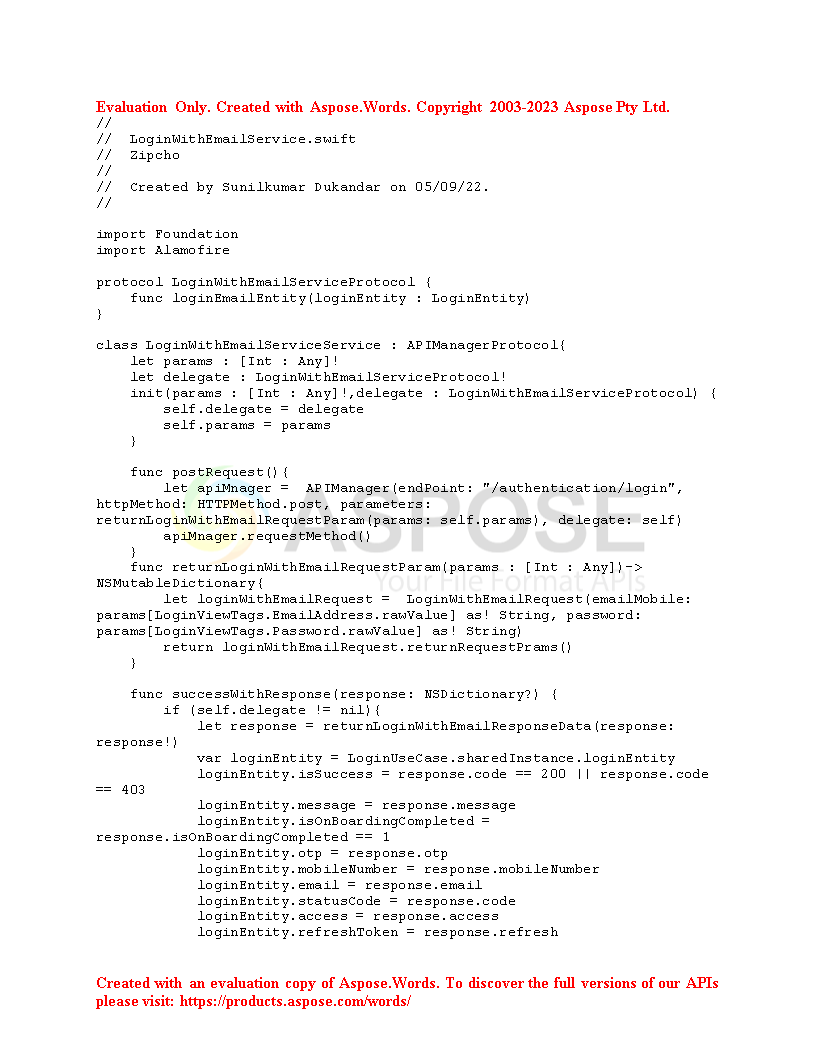 Evaluation Only. Created with Aspose.Words. Copyright 2003-2023 Aspose Pty Ltd.
//
//  LoginWithEmailService.swift
//  Zipcho
//
//  Created by Sunilkumar Dukandar on 05/09/22.
//
import Foundation
import Alamofire
protocol LoginWithEmailServiceProtocol {
    func loginEmailEntity(loginEntity : LoginEntity)
}
class LoginWithEmailServiceService : APIManagerProtocol{
    let params : [Int : Any]!
    let delegate : LoginWithEmailServiceProtocol!
    init(params : [Int : Any]!,delegate : LoginWithEmailServiceProtocol) {
        self.delegate = delegate
        self.params = params
    }
    func postRequest(){
        let apiMnager =  APIManager(endPoint: "/authentication/login",
httpMethod: HTTPMethod.post, parameters:
returnLoginWithEmailRequestParam(params: self.params), delegate: self)
        apiMnager.requestMethod()
    }
    func returnLoginWithEmailRequestParam(params : [Int : Any])->
NSMutableDictionary{
        let loginWithEmailRequest =  LoginWithEmailRequest(emailMobile:
params[LoginViewTags.EmailAddress.rawValue] as! String, password:
params[LoginViewTags.Password.rawValue] as! String)
        return loginWithEmailRequest.returnRequestPrams()
    }
    func successWithResponse(response: NSDictionary?) {
        if (self.delegate != nil){
            let response = returnLoginWithEmailResponseData(response:
response!)
            var loginEntity = LoginUseCase.sharedInstance.loginEntity
            loginEntity.isSuccess = response.code == 200 || response.code
== 403
            loginEntity.message = response.message
            loginEntity.isOnBoardingCompleted =
response.isOnBoardingCompleted == 1
            loginEntity.otp = response.otp
            loginEntity.mobileNumber = response.mobileNumber
            loginEntity.email = response.email
            loginEntity.statusCode = response.code
            loginEntity.access = response.access
            loginEntity.refreshToken = response.refresh
ASPOSE
Your File Format APIs
Created with an evaluation copy of Aspose.Words. To discover the full versions of our APIs
please visit: https://products.aspose.com/words/